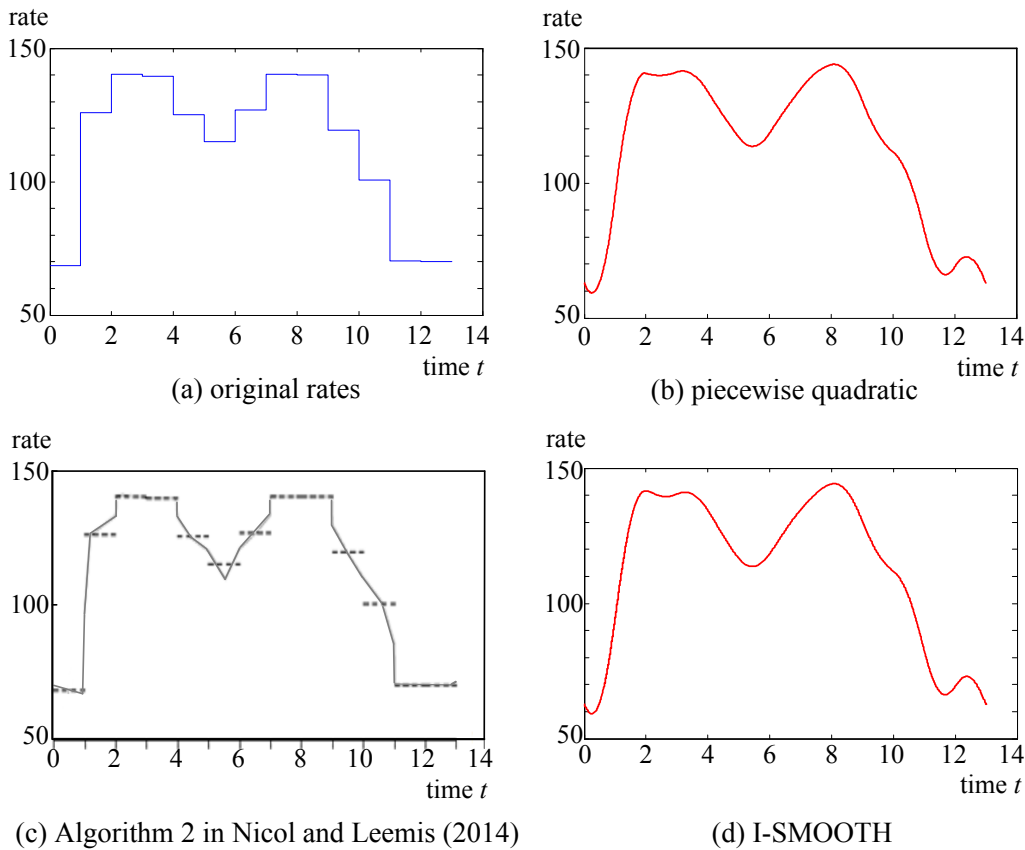 rate
150
100
50
0 2 4 6 8 10 12 14
time t
(a) original rates
rate
150
100
50
0 2 4 6 8 10 12 14
time t
(b) piecewise quadratic
rate
150
100
50
0 2 4 6 8 10 12 14
time t
(c) Algorithm 2 in Nicol and Leemis (2014)
rate
150
100
50
0 2 4 6 8 10 12 14
time t
(d) I-SMOOTH